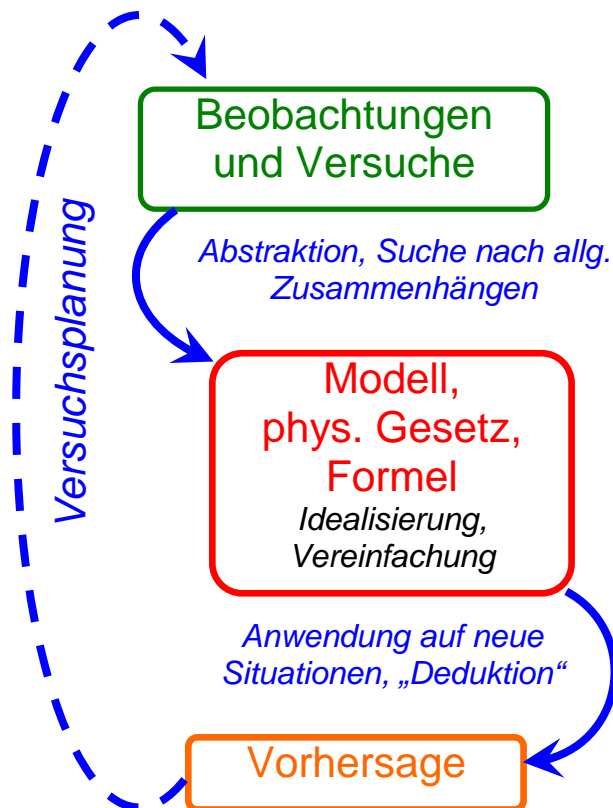 Beobachtungen
und Versuche
Abstraktion, Suche nach allg.
Zusammenhängen
Versuchsplanung
Modell,
phys. Gesetz,
Formel
Idealisierung,
Vereinfachung
Anwendung auf neue
Situationen, „Deduktion“
Vorhersage